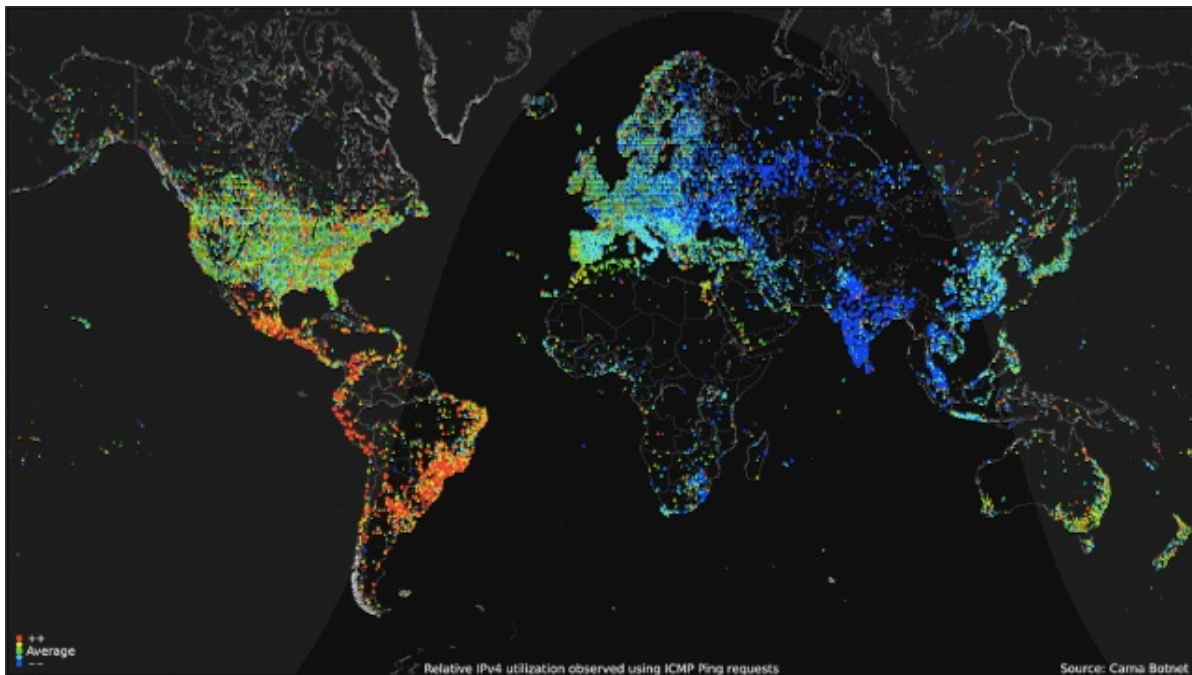 ++
Average
−−
Relative IPv4 utilization observed using ICMP Ping requests
Source: Carna Botnet